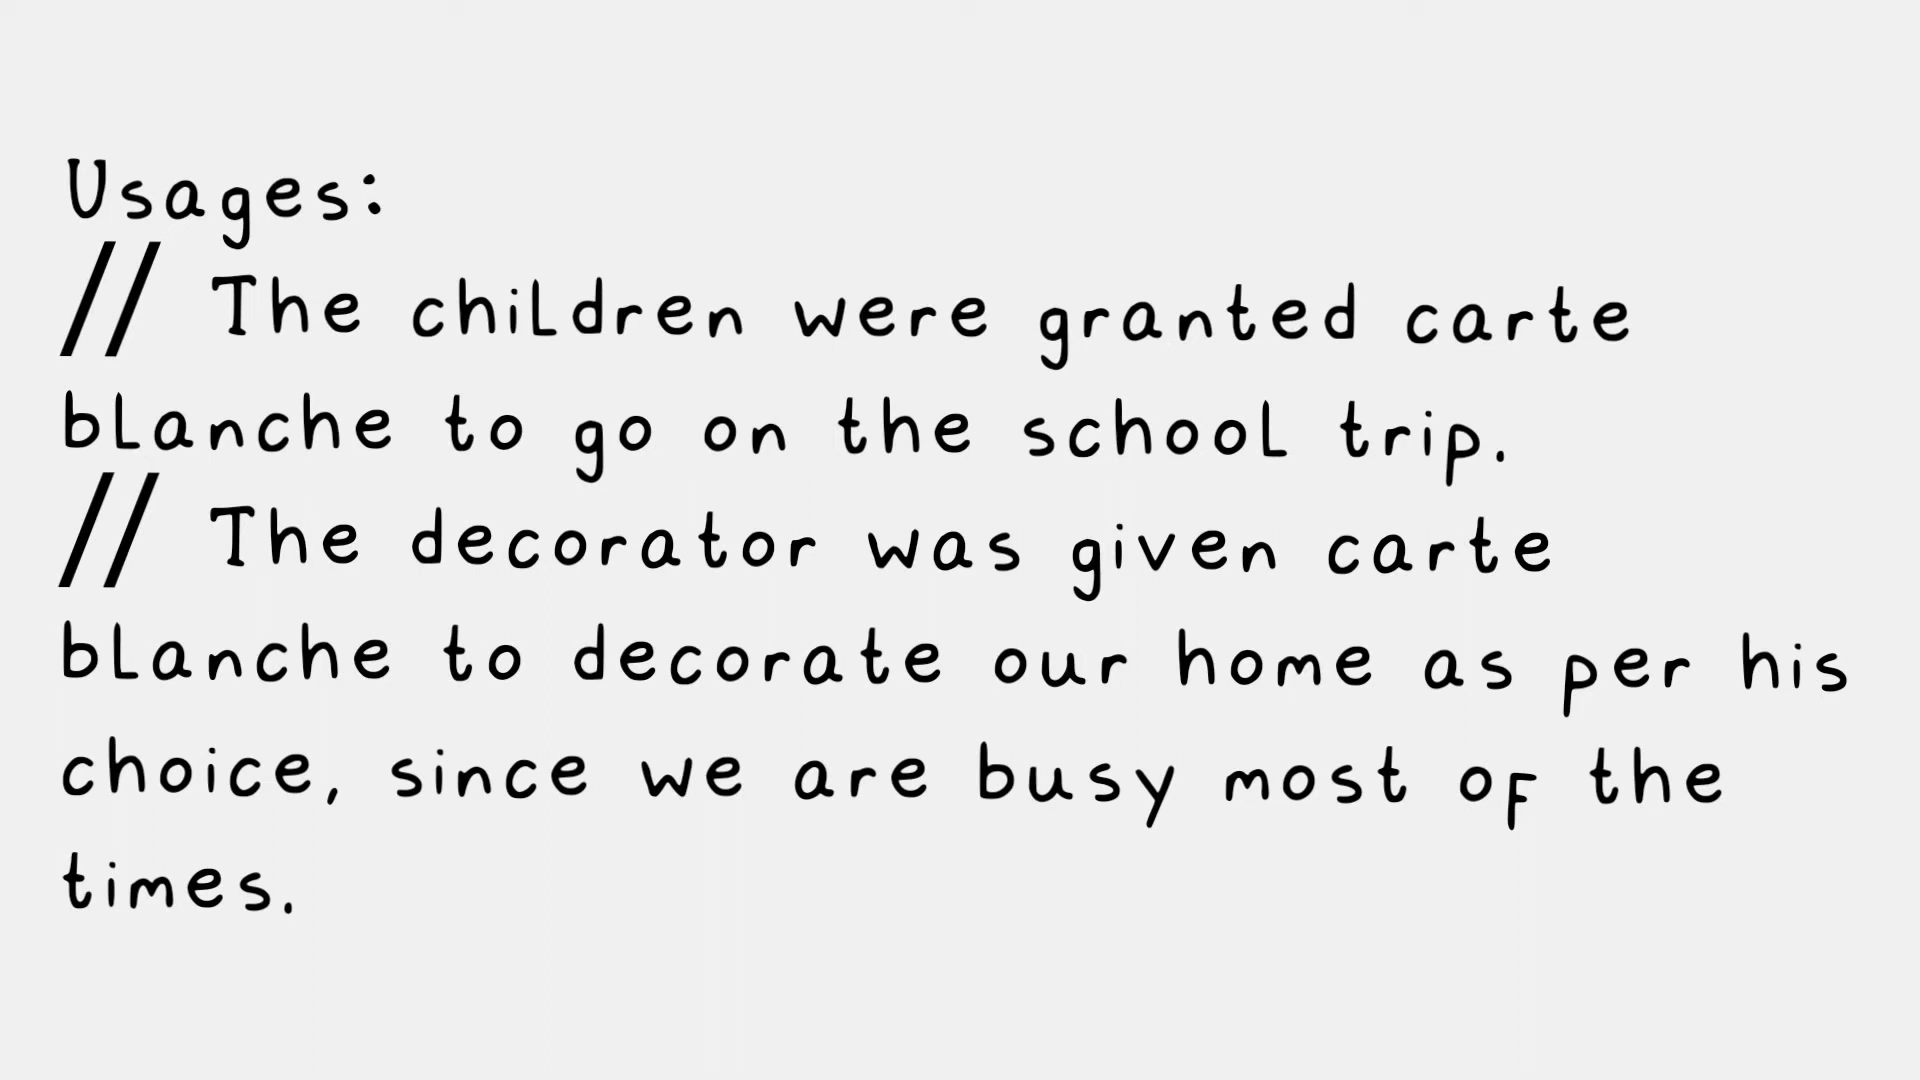 Usages:
// The children were granted carte
blanche to go on the school trip.
// The decorator was given carte
blanche to decorate our home as per his
choice, since we are busy most of the
times.